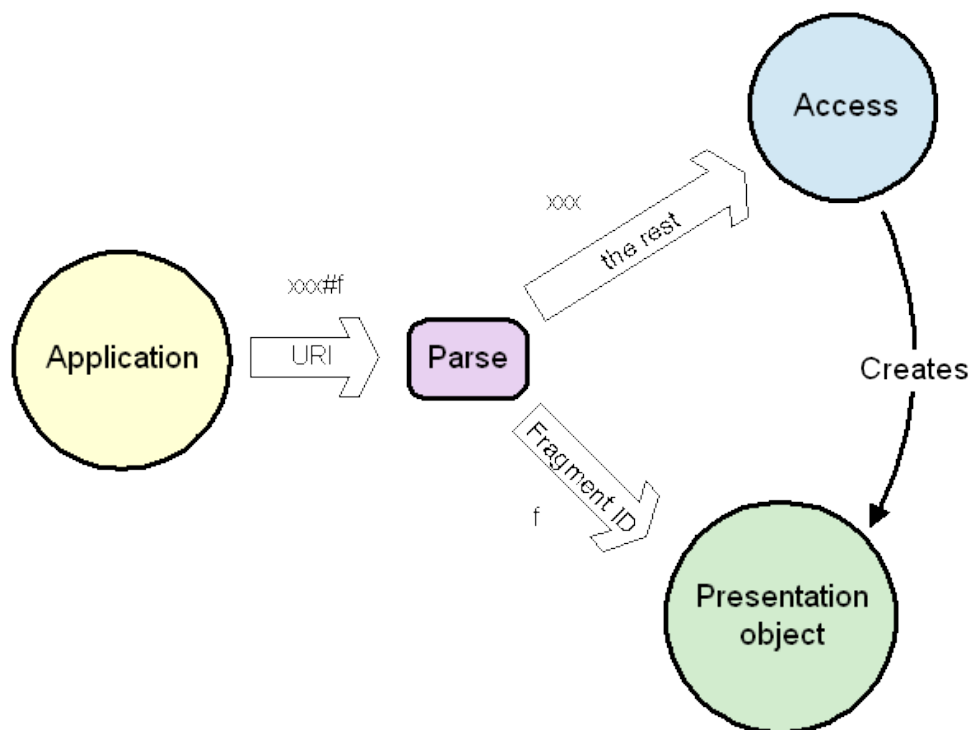 Access
xxx
the rest
xxx#f
Application
URI
Parse
Creates
Fragment ID
f
Presentation
object